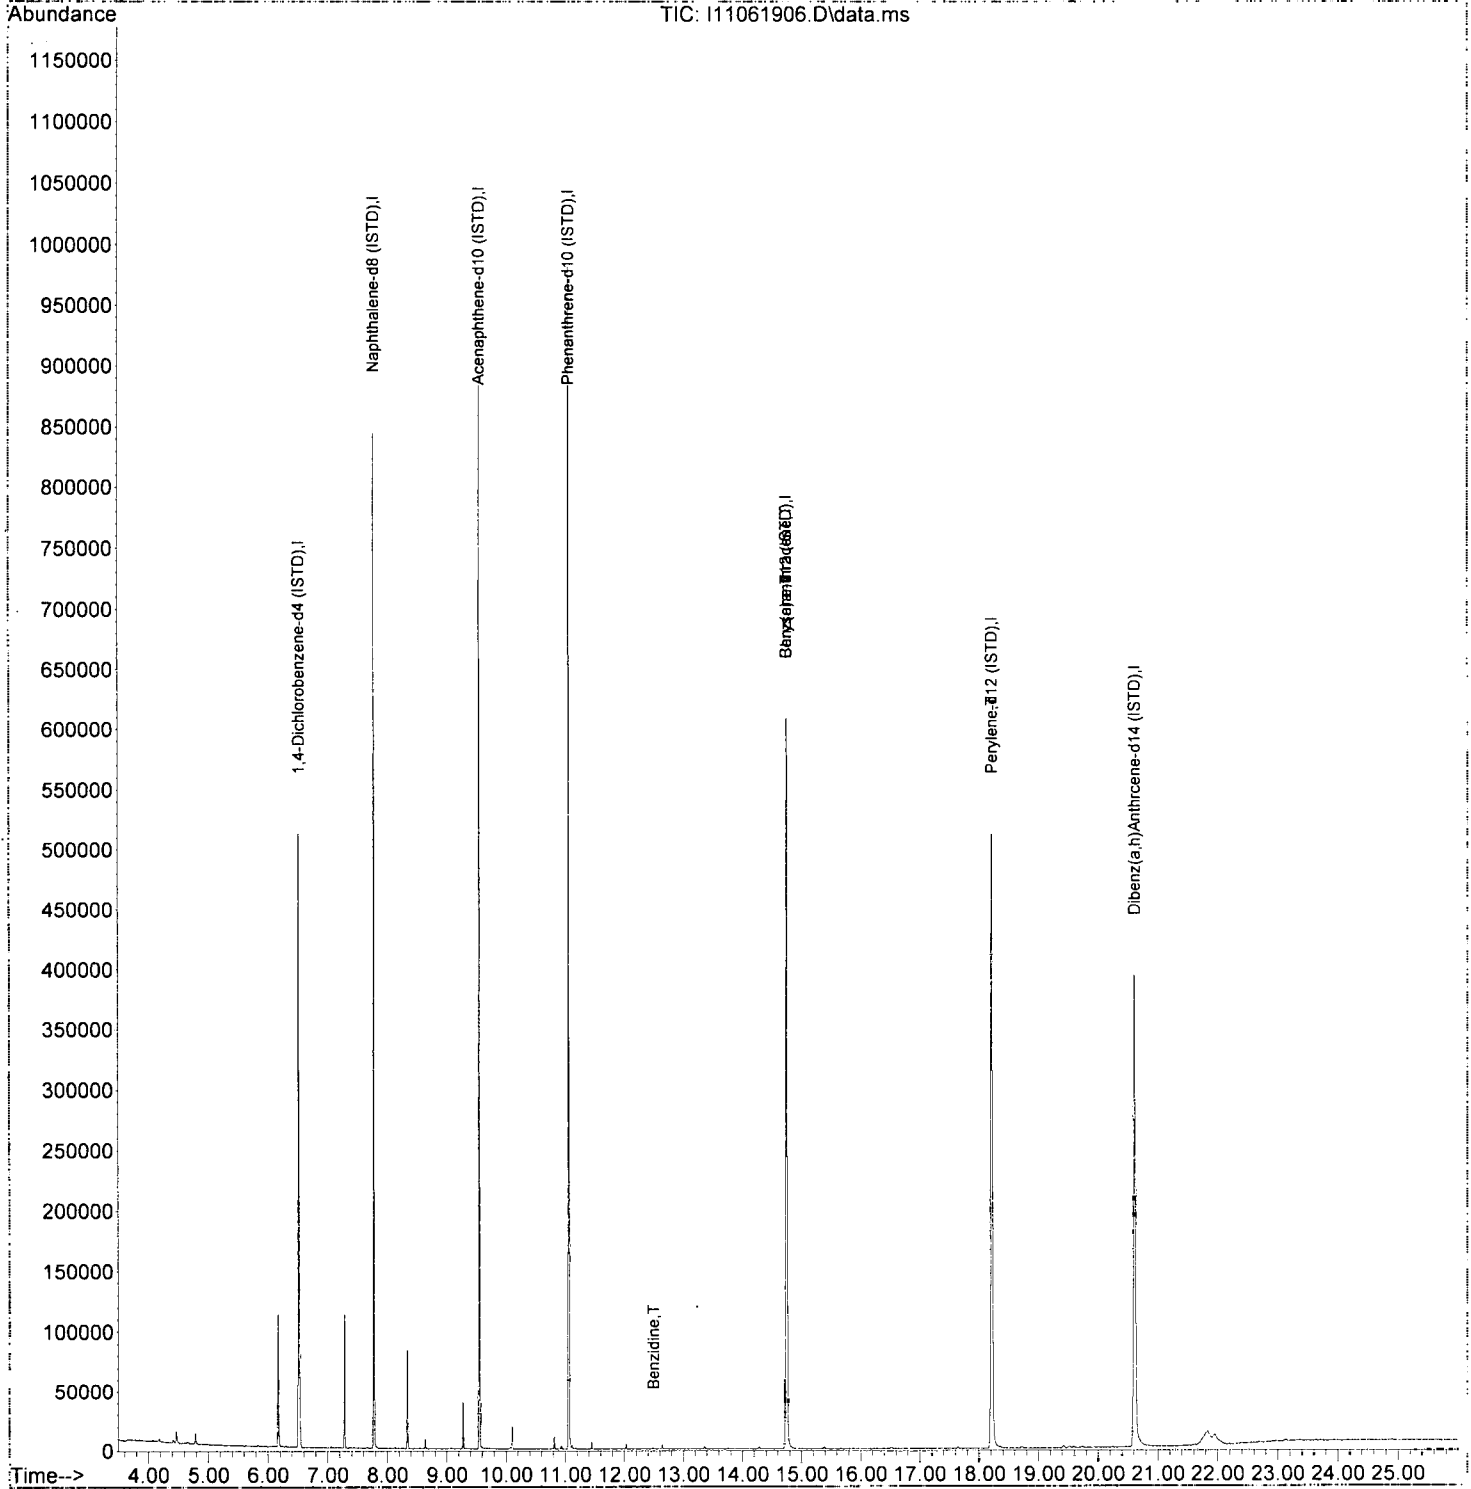 Abundance
TIC: I11061906.D\data.ms
1150000
1100000
1050000
1000000
950000
900000
850000
800000
750000
700000
650000
600000
550000
500000
450000
400000
350000
300000
250000
200000
150000
100000
50000
0
1,4-Dichlorobenzene-d4 (ISTD),I
Naphthalene-d8 (ISTD),I
Acenaphthene-d10 (ISTD),I
Phenanthrene-d10 (ISTD),I
Benzidine,T
(ISTD),I
Perylene-d12 (ISTD),I
Dibenz(a,h)Anthrcene-d14 (ISTD),I
Time-->
4.00 5.00 6.00 7.00 8.00 9.00 10.00 11.00 12.00 13.00 14.00 15.00 16.00 17.00 18.00 19.00 20.00 21.00 22.00 23.00 24.00 25.00